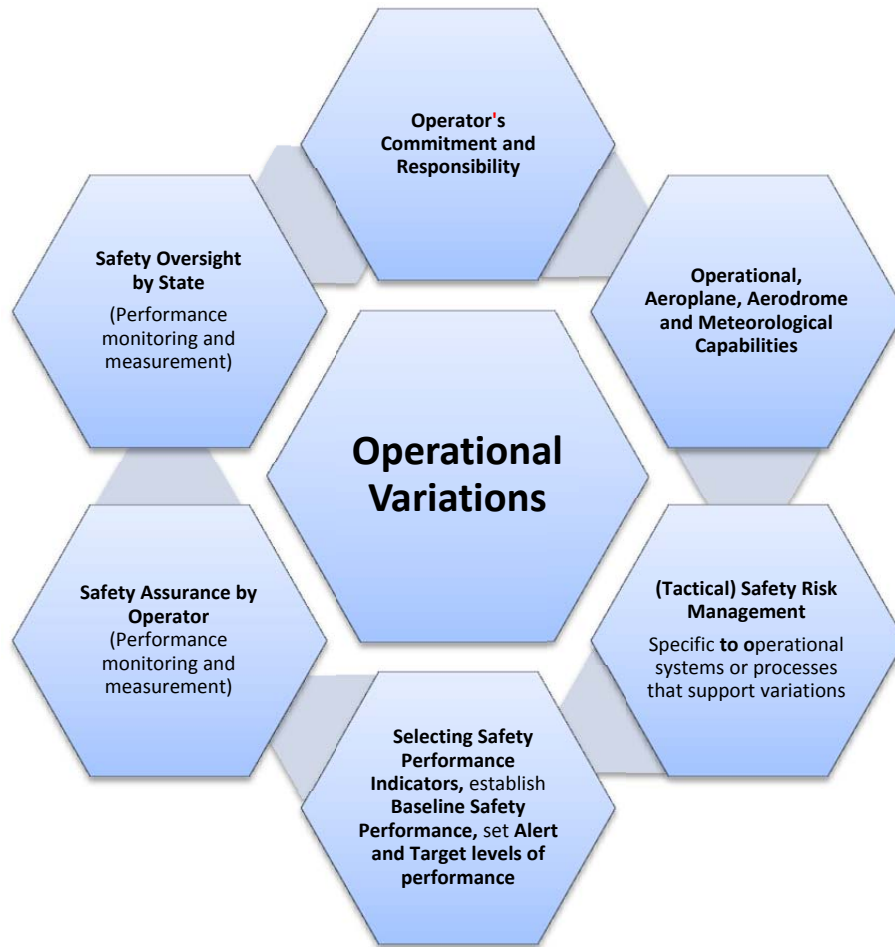 Operator's
Commitment and
Responsibility
Operational,
Aeroplane, Aerodrome
and Meteorological
Capabilities
(Tactical) Safety Risk
Management
Specific to operational
systems or processes
that support variations
Selecting Safety
Performance
Indicators, establish
Baseline Safety
Performance, set Alert
and Target levels of
performance
Safety Assurance by
Operator
(Performance
monitoring and
measurement)
Safety Oversight
by State
(Performance
monitoring and
measurement)
Operational
Variations